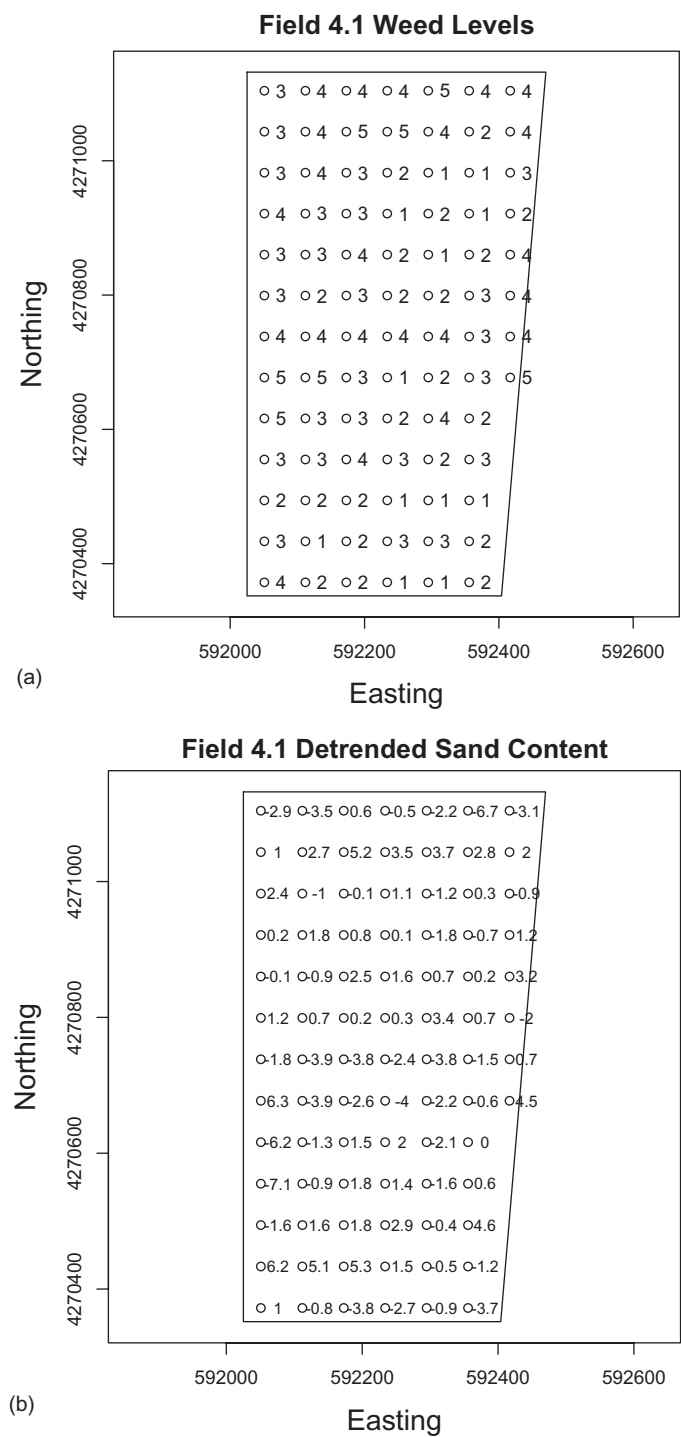 Field 4.1 Weed Levels
3 4 4 4 5 4 4
3 4 5 5 4 2 4
3 4 3 2 1 1 3
4 3 3 1 2 1 2
3 3 4 2 1 2 4
3 2 3 2 2 3 4
4 4 4 4 4 3 4
5 5 3 1 2 3 5
5 3 3 2 4 2
3 3 4 3 2 3
2 2 2 1 1 1
3 1 2 3 3 2
4 2 2 1 1 2
4271000
4270800
4270600
4270400
Northing
592000 592200 592400 592600
(a)
Easting
Field 4.1 Detrended Sand Content
-2.9 -3.5 0.6 -0.5 -2.2 -6.7 -3.1
1 2.7 5.2 3.5 3.7 2.8 2
2.4 -1 -0.1 1.1 -1.2 0.3 -0.9
0.2 1.8 0.8 0.1 -1.8 -0.7 1.2
-0.1 -0.9 2.5 1.6 0.7 0.2 3.2
1.2 0.7 0.2 0.3 3.4 0.7 -2
-1.8 -3.9 -3.8 -2.4 -3.8 -1.5 0.7
6.3 -3.9 -2.6 -4 -2.2 -0.6 4.5
-6.2 -1.3 1.5 2 -2.1 0
-7.1 -0.9 1.8 1.4 -1.6 0.6
-1.6 1.6 1.8 2.9 -0.4 4.6
6.2 5.1 5.3 1.5 -0.5 -1.2
1 -0.8 -3.8 -2.7 -0.9 -3.7
4271000
4270800
4270600
4270400
Northing
592000 592200 592400 592600
(b)
Easting